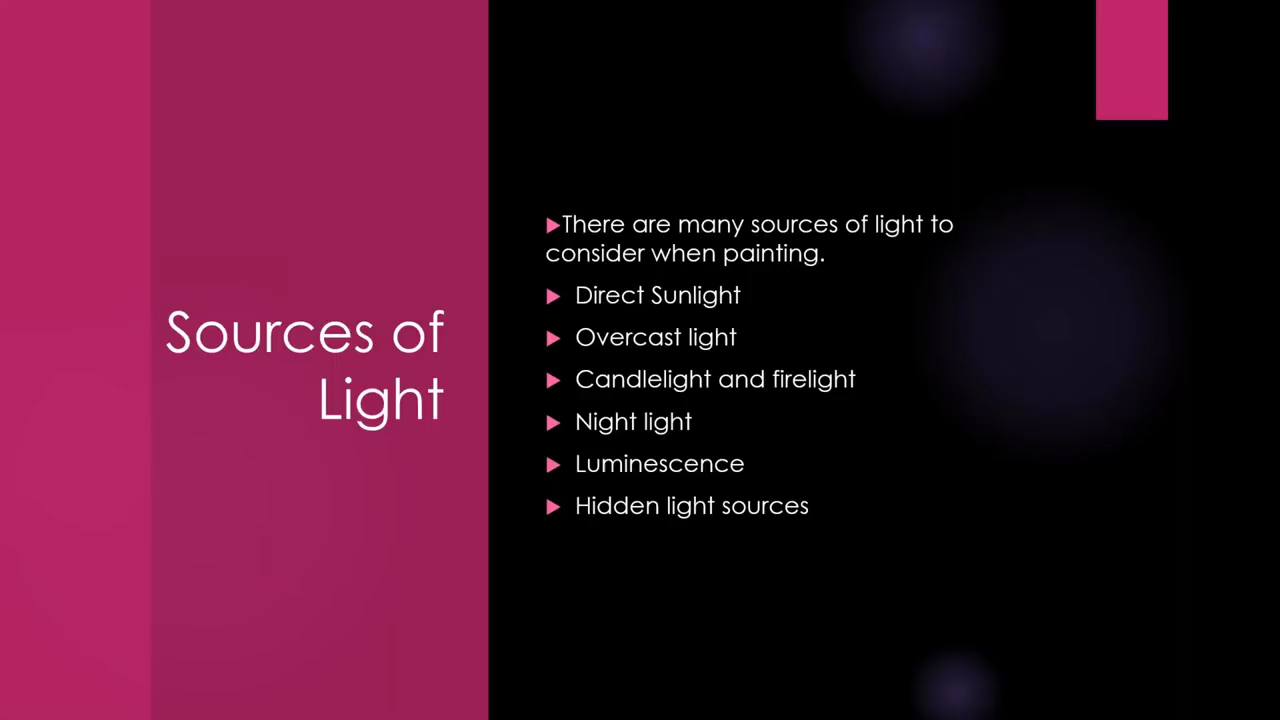 Sources of
Light
There are many sources of light to
consider when painting.
Direct Sunlight
Overcast light
Candlelight and firelight
Night light
Luminescence
Hidden light sources